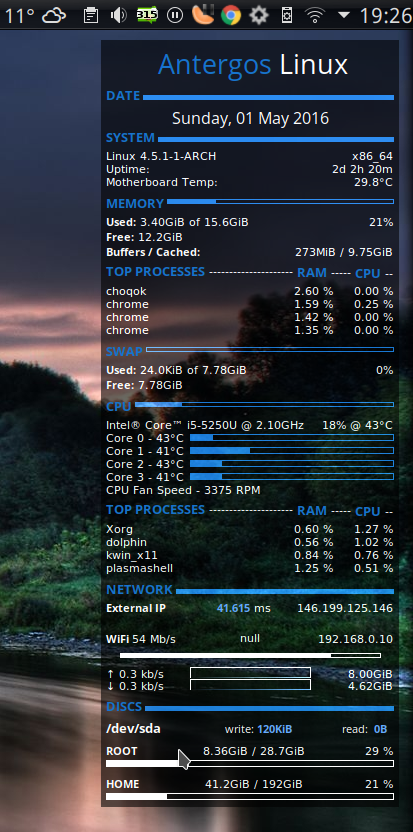 11° 315 19:26
Antergos Linux
DATE
Sunday, 01 May 2016
SYSTEM
Linux 4.5.1-1-ARCH x86_64
Uptime: 2d 2h 20m
Motherboard Temp: 29.8°C
MEMORY
Used: 3.40GiB of 15.6GiB 21%
Free: 12.2GiB
Buffers / Cached: 273MiB / 9.75GiB
TOP PROCESSES --------------------- RAM ----- CPU --
choqok 2.60 % 0.00 %
chrome 1.59 % 0.25 %
chrome 1.42 % 0.00 %
chrome 1.35 % 0.00 %
SWAP
Used: 24.0KiB of 7.78GiB 0%
Free: 7.78GiB
CPU
Intel® Core™ i5-5250U @ 2.10GHz 18% @ 43°C
Core 0 - 43°C
Core 1 - 41°C
Core 2 - 43°C
Core 3 - 41°C
CPU Fan Speed - 3375 RPM
TOP PROCESSES --------------------- RAM ----- CPU --
Xorg 0.60 % 1.27 %
dolphin 0.56 % 1.02 %
kwin_x11 0.84 % 0.76 %
plasmashell 1.25 % 0.51 %
NETWORK
External IP 41.615 ms 146.199.125.146
WiFi 54 Mb/s null 192.168.0.10
↑ 0.3 kb/s 8.00GiB
↓ 0.3 kb/s 4.62GiB
DISCS
/dev/sda write: 120KiB read: 0B
ROOT 8.36GiB / 28.7GiB 29 %
HOME 41.2GiB / 192GiB 21 %